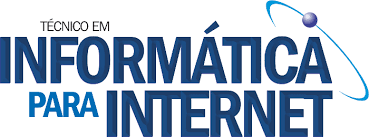 TÉCNICO EM
INFORMÁTICA
PARA INTERNET